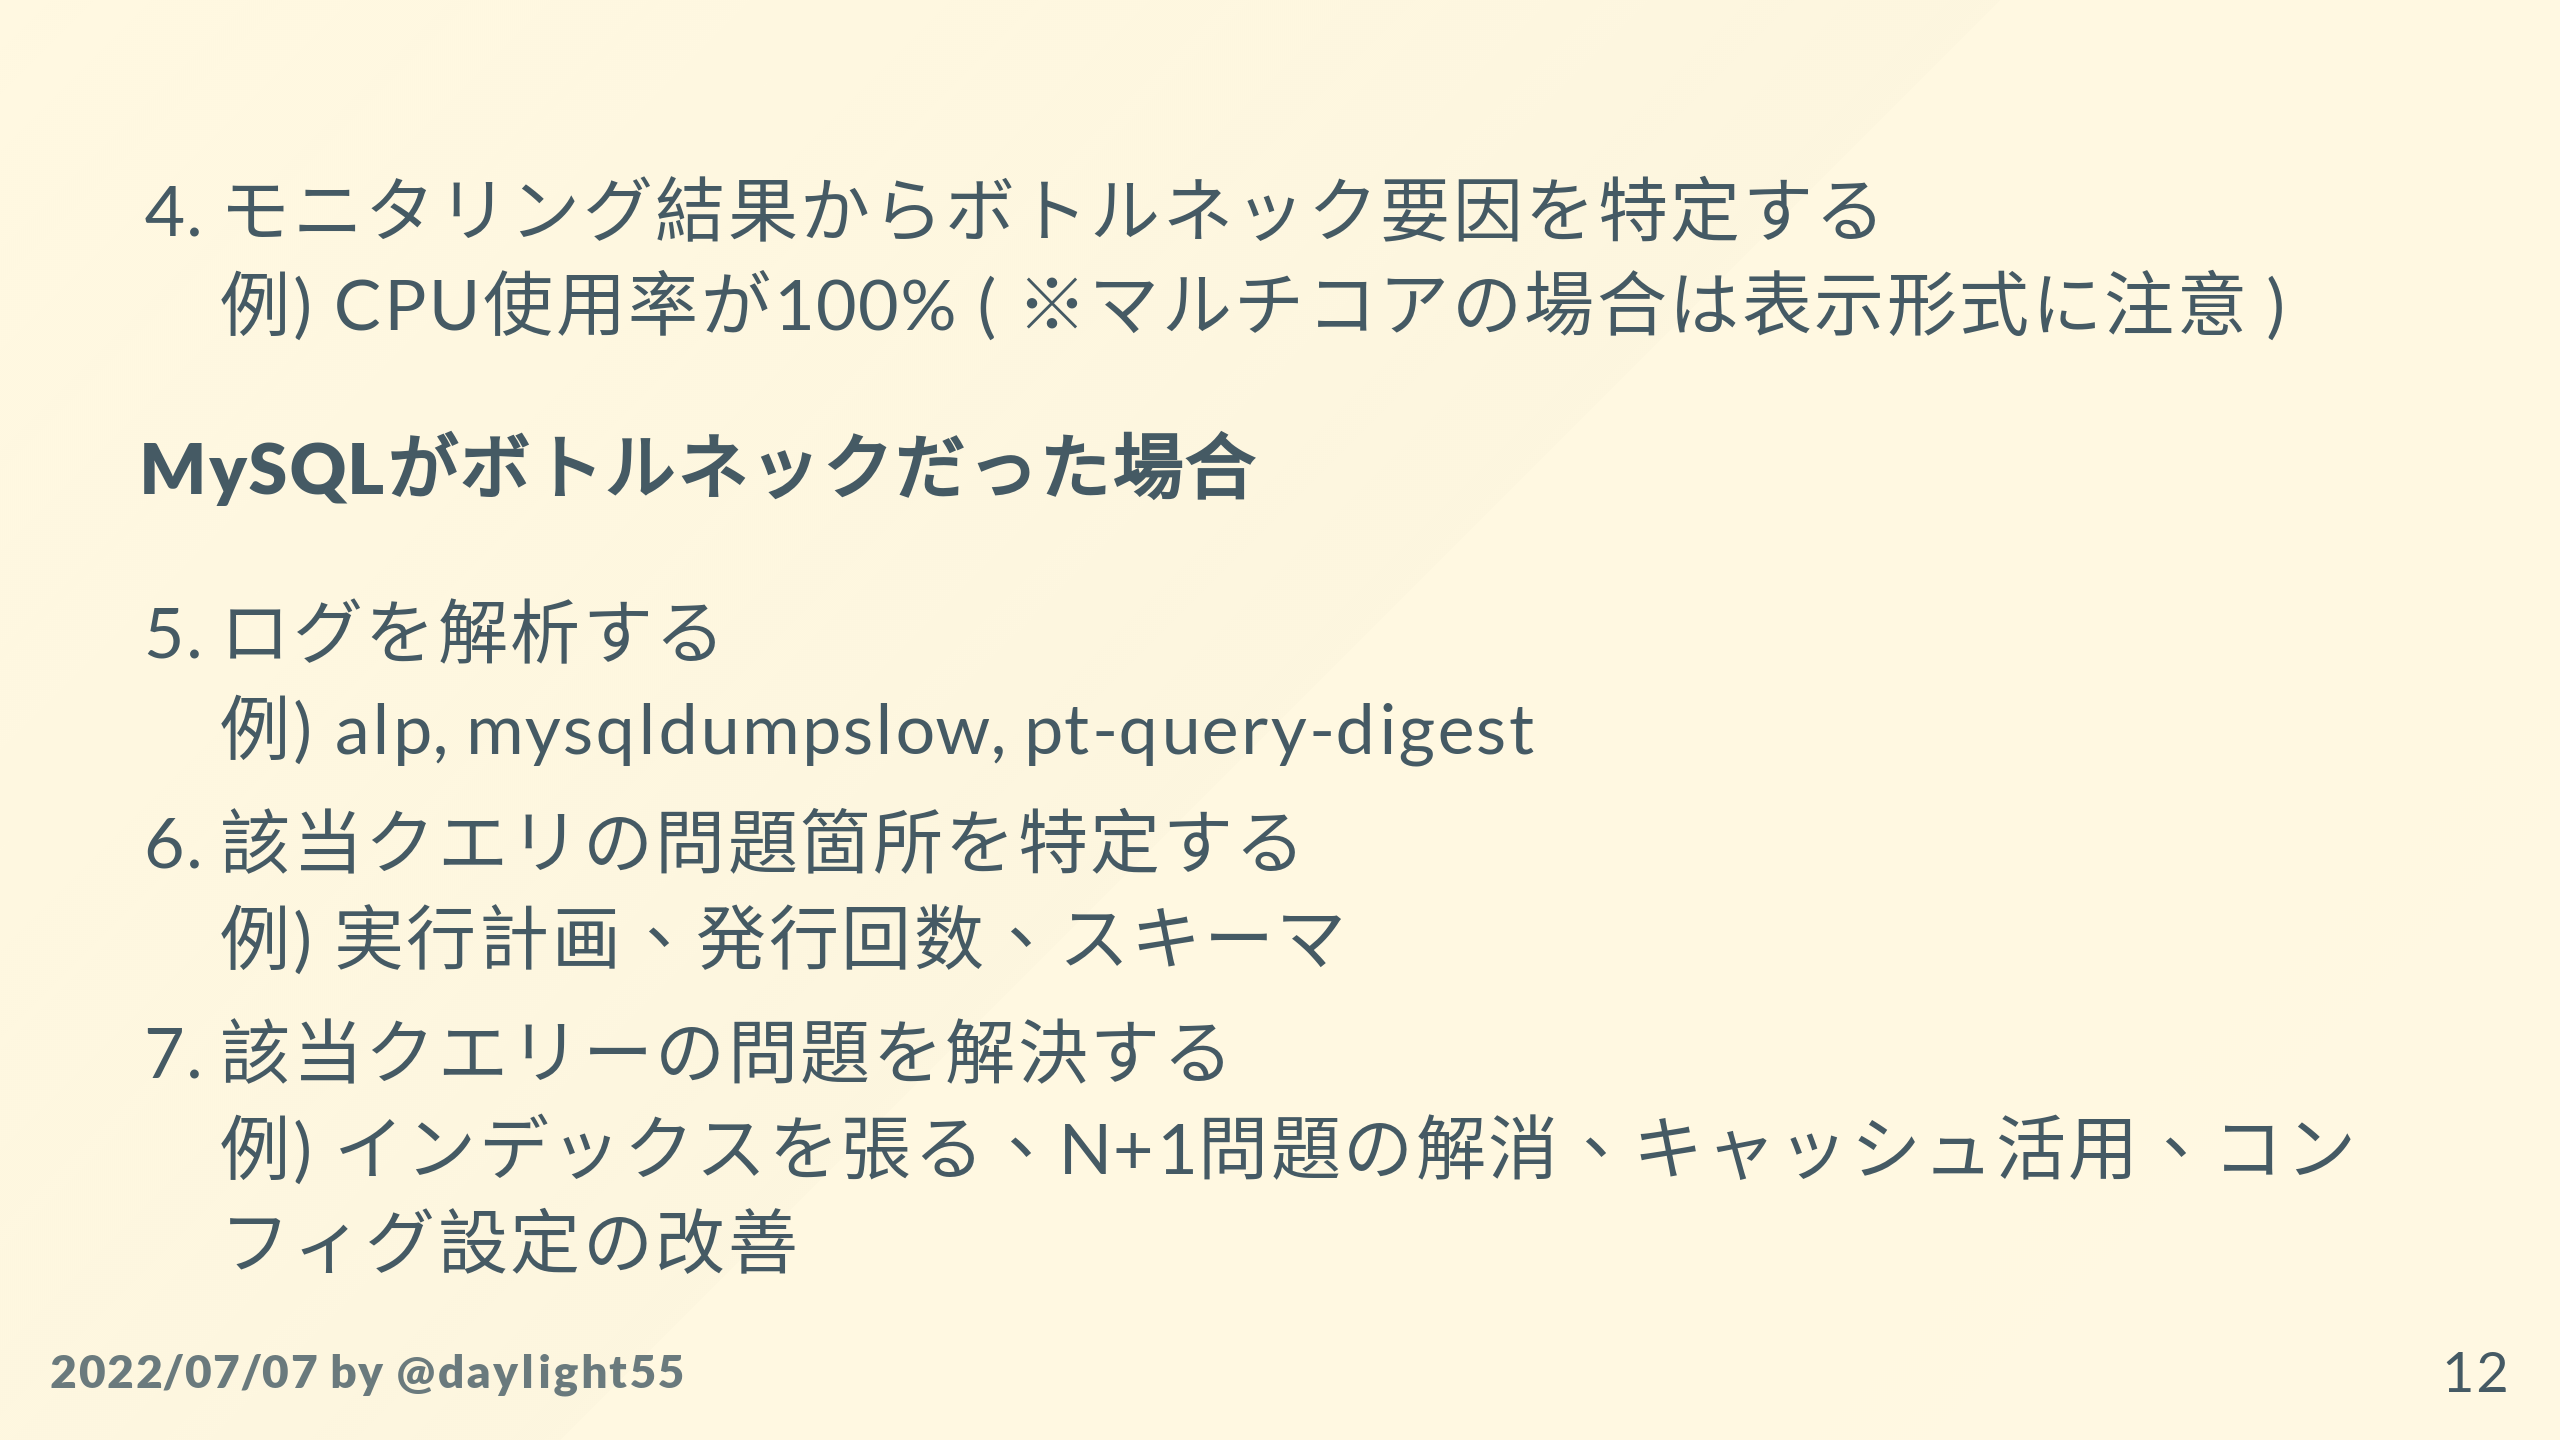 4. モニタリング結果からボトルネック要因を特定する
例) CPU使用率が100% ( ※マルチコアの場合は表示形式に注意 )
MySQLがボトルネックだった場合
5. ログを解析する
例) alp, mysqldumpslow, pt-query-digest
6. 該当クエリの問題箇所を特定する
例) 実行計画、発行回数、スキーマ
7. 該当クエリーの問題を解決する
例) インデックスを張る、N+1問題の解消、キャッシュ活用、コン
フィグ設定の改善
2022/07/07 by @daylight55
12